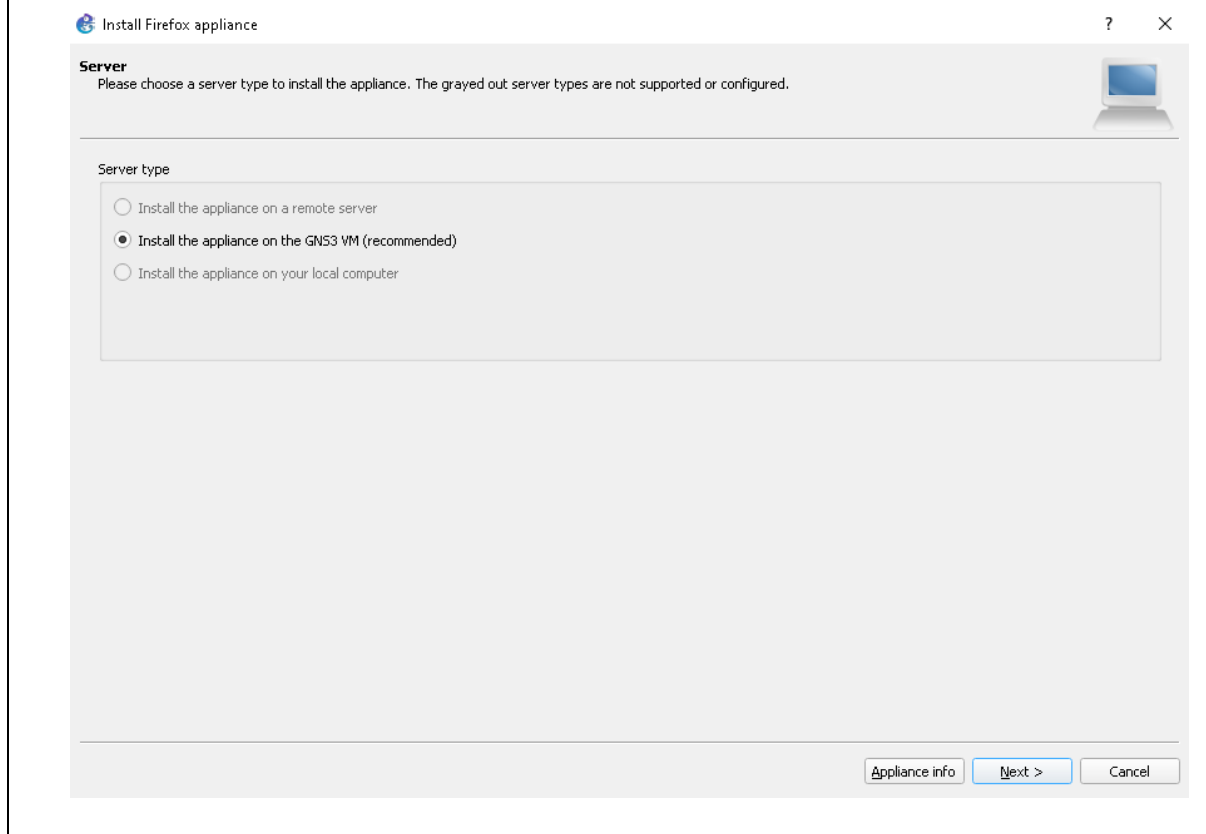 Install Firefox appliance
?
Server
Please choose a server type to install the appliance. The grayed out server types are not supported or configured.
Server type
Install the appliance on a remote server
Install the appliance on the GNS3 VM (recommended)
Install the appliance on your local computer
Appliance info
Next >
Cancel